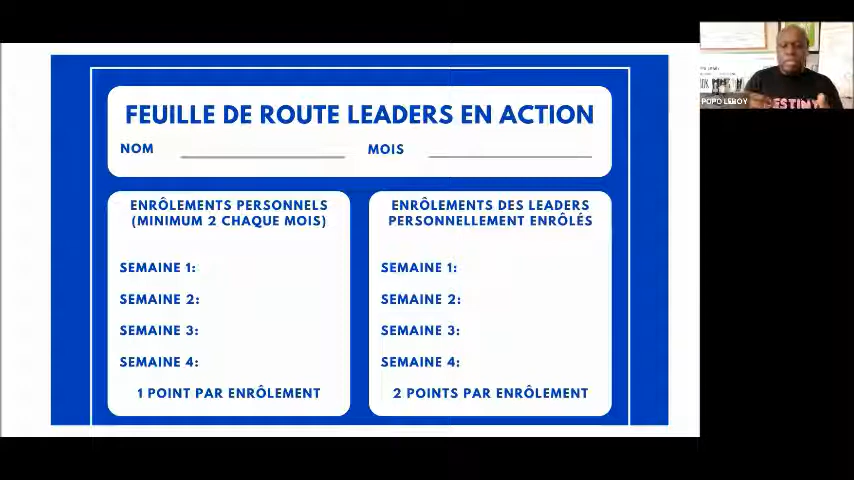 FEUILLE DE ROUTE LEADERS EN ACTION
NOM
MOIS
ENRÔLEMENTS PERSONNELS
(MINIMUM 2 CHAQUE MOIS)
SEMAINE 1:
SEMAINE 2:
SEMAINE 3:
SEMAINE 4:
1 POINT PAR ENRÔLEMENT
ENRÔLEMENTS DES LEADERS
PERSONNELLEMENT ENRÔLÉS
SEMAINE 1:
SEMAINE 2:
SEMAINE 3:
SEMAINE 4:
2 POINTS PAR ENRÔLEMENT
POPO LEROY
DESTINY